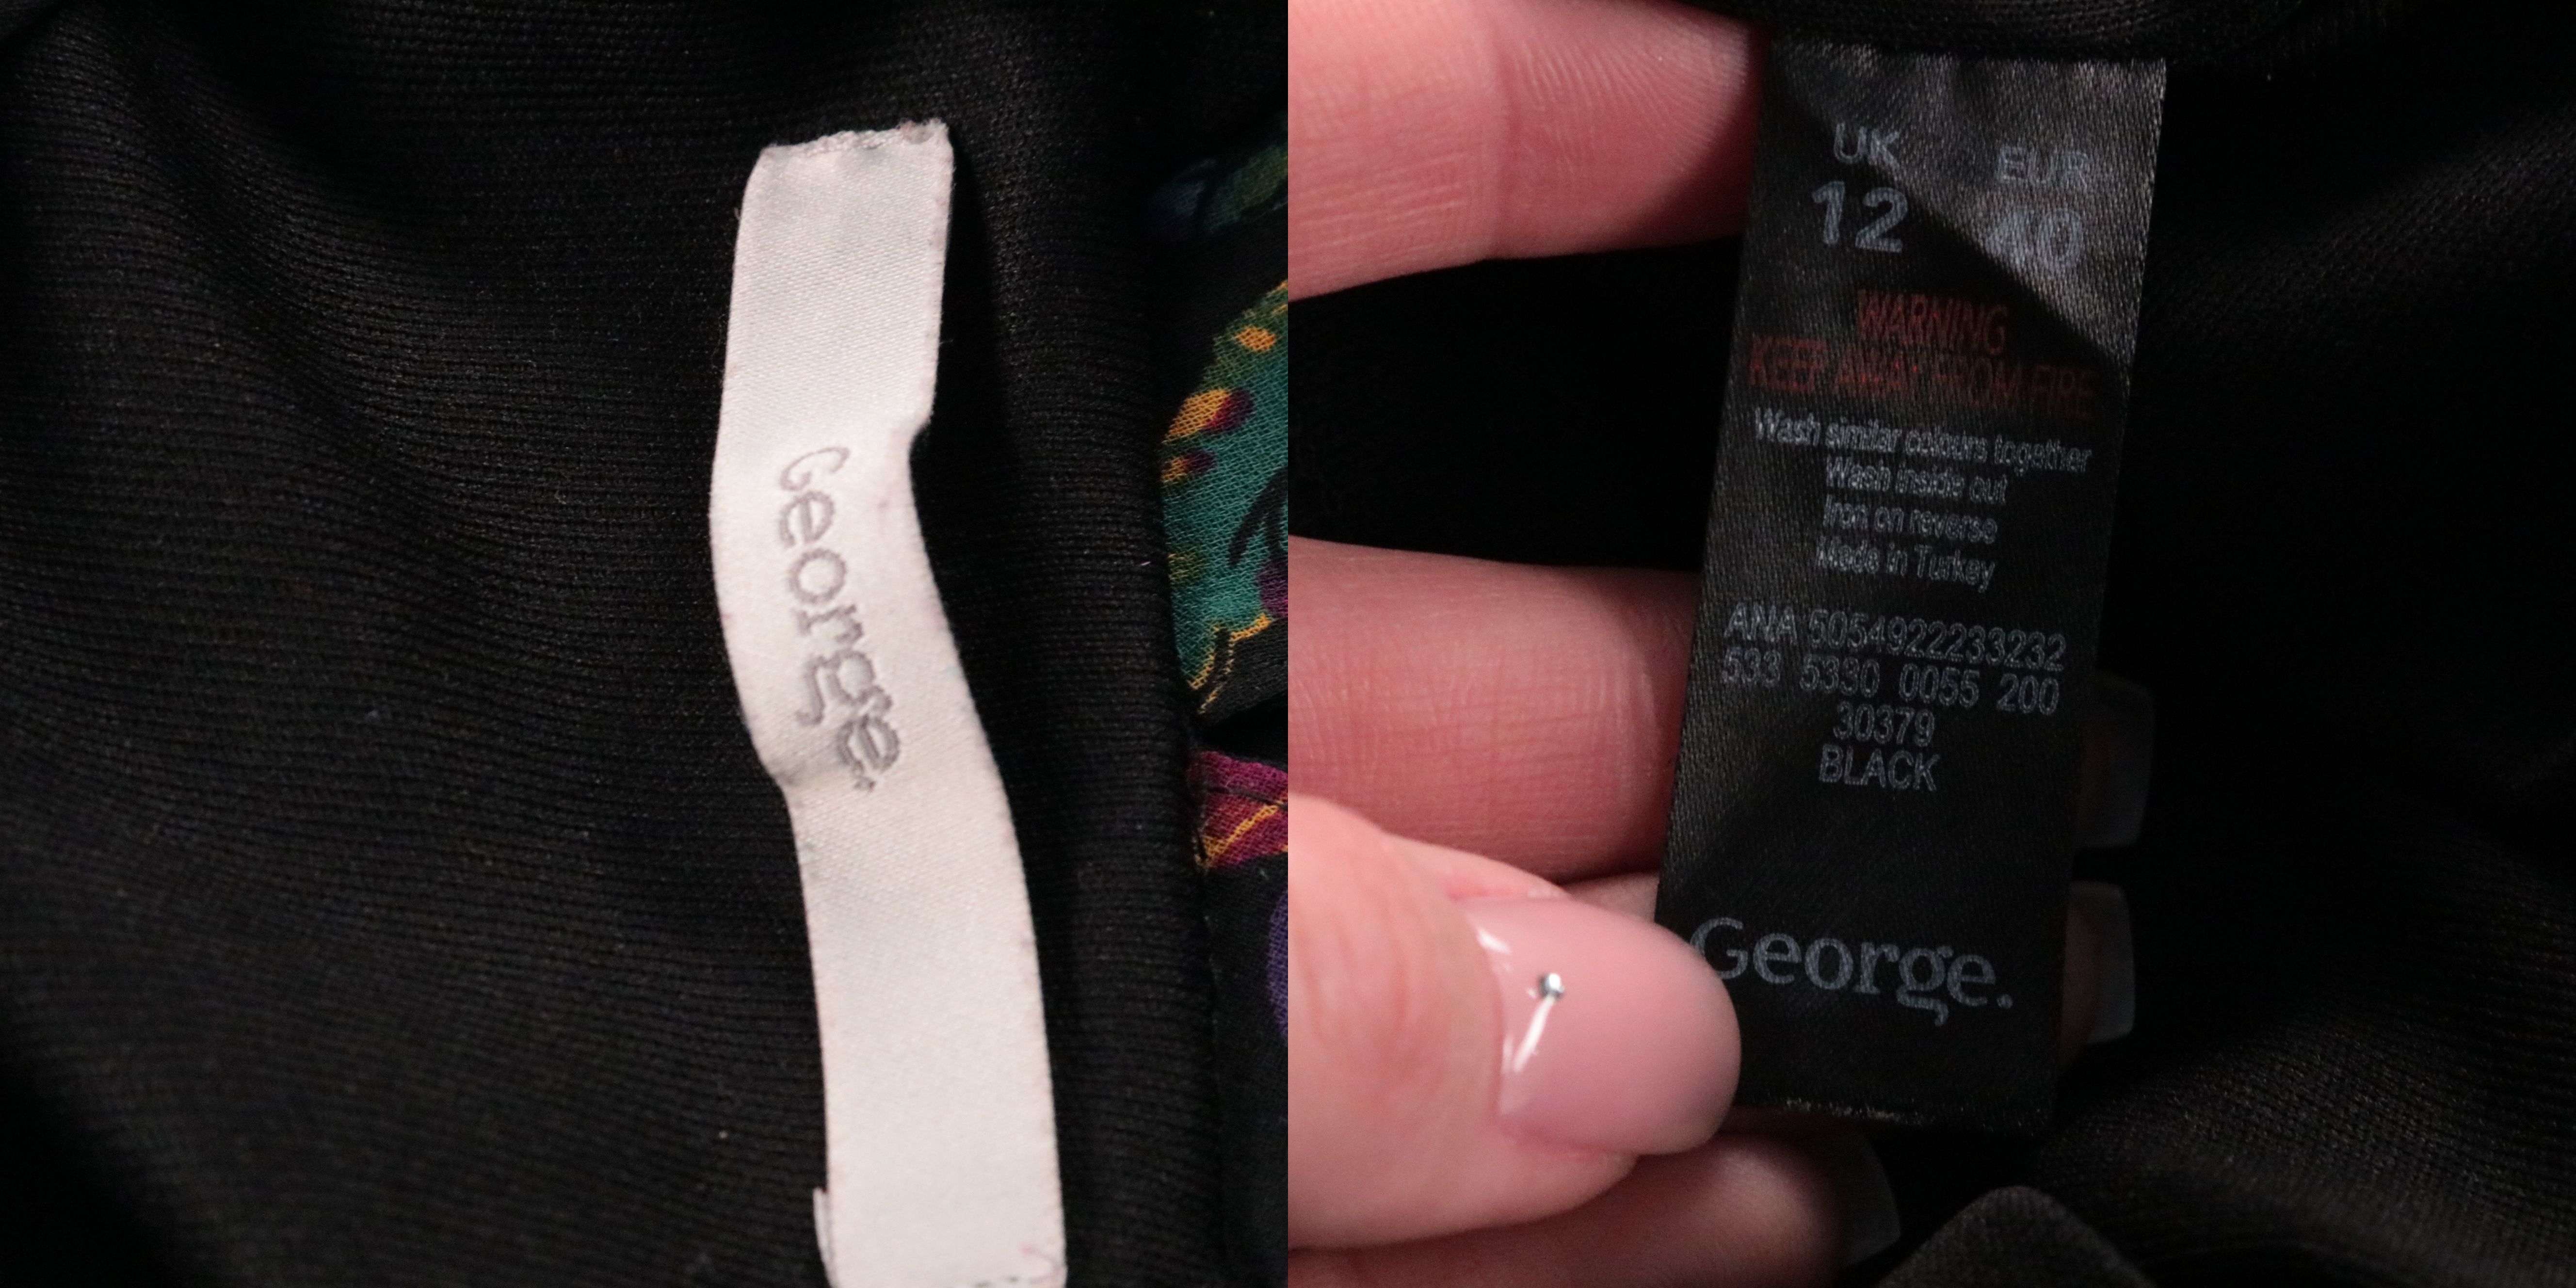 George.
UK EUR
12 40
WARNING
KEEP AWAY FROM FIRE
Wash similar colours together
Wash inside out
Iron on reverse
Made in Turkey
ANA 5054922233232
533 5330 0055 200
30379
BLACK
George.